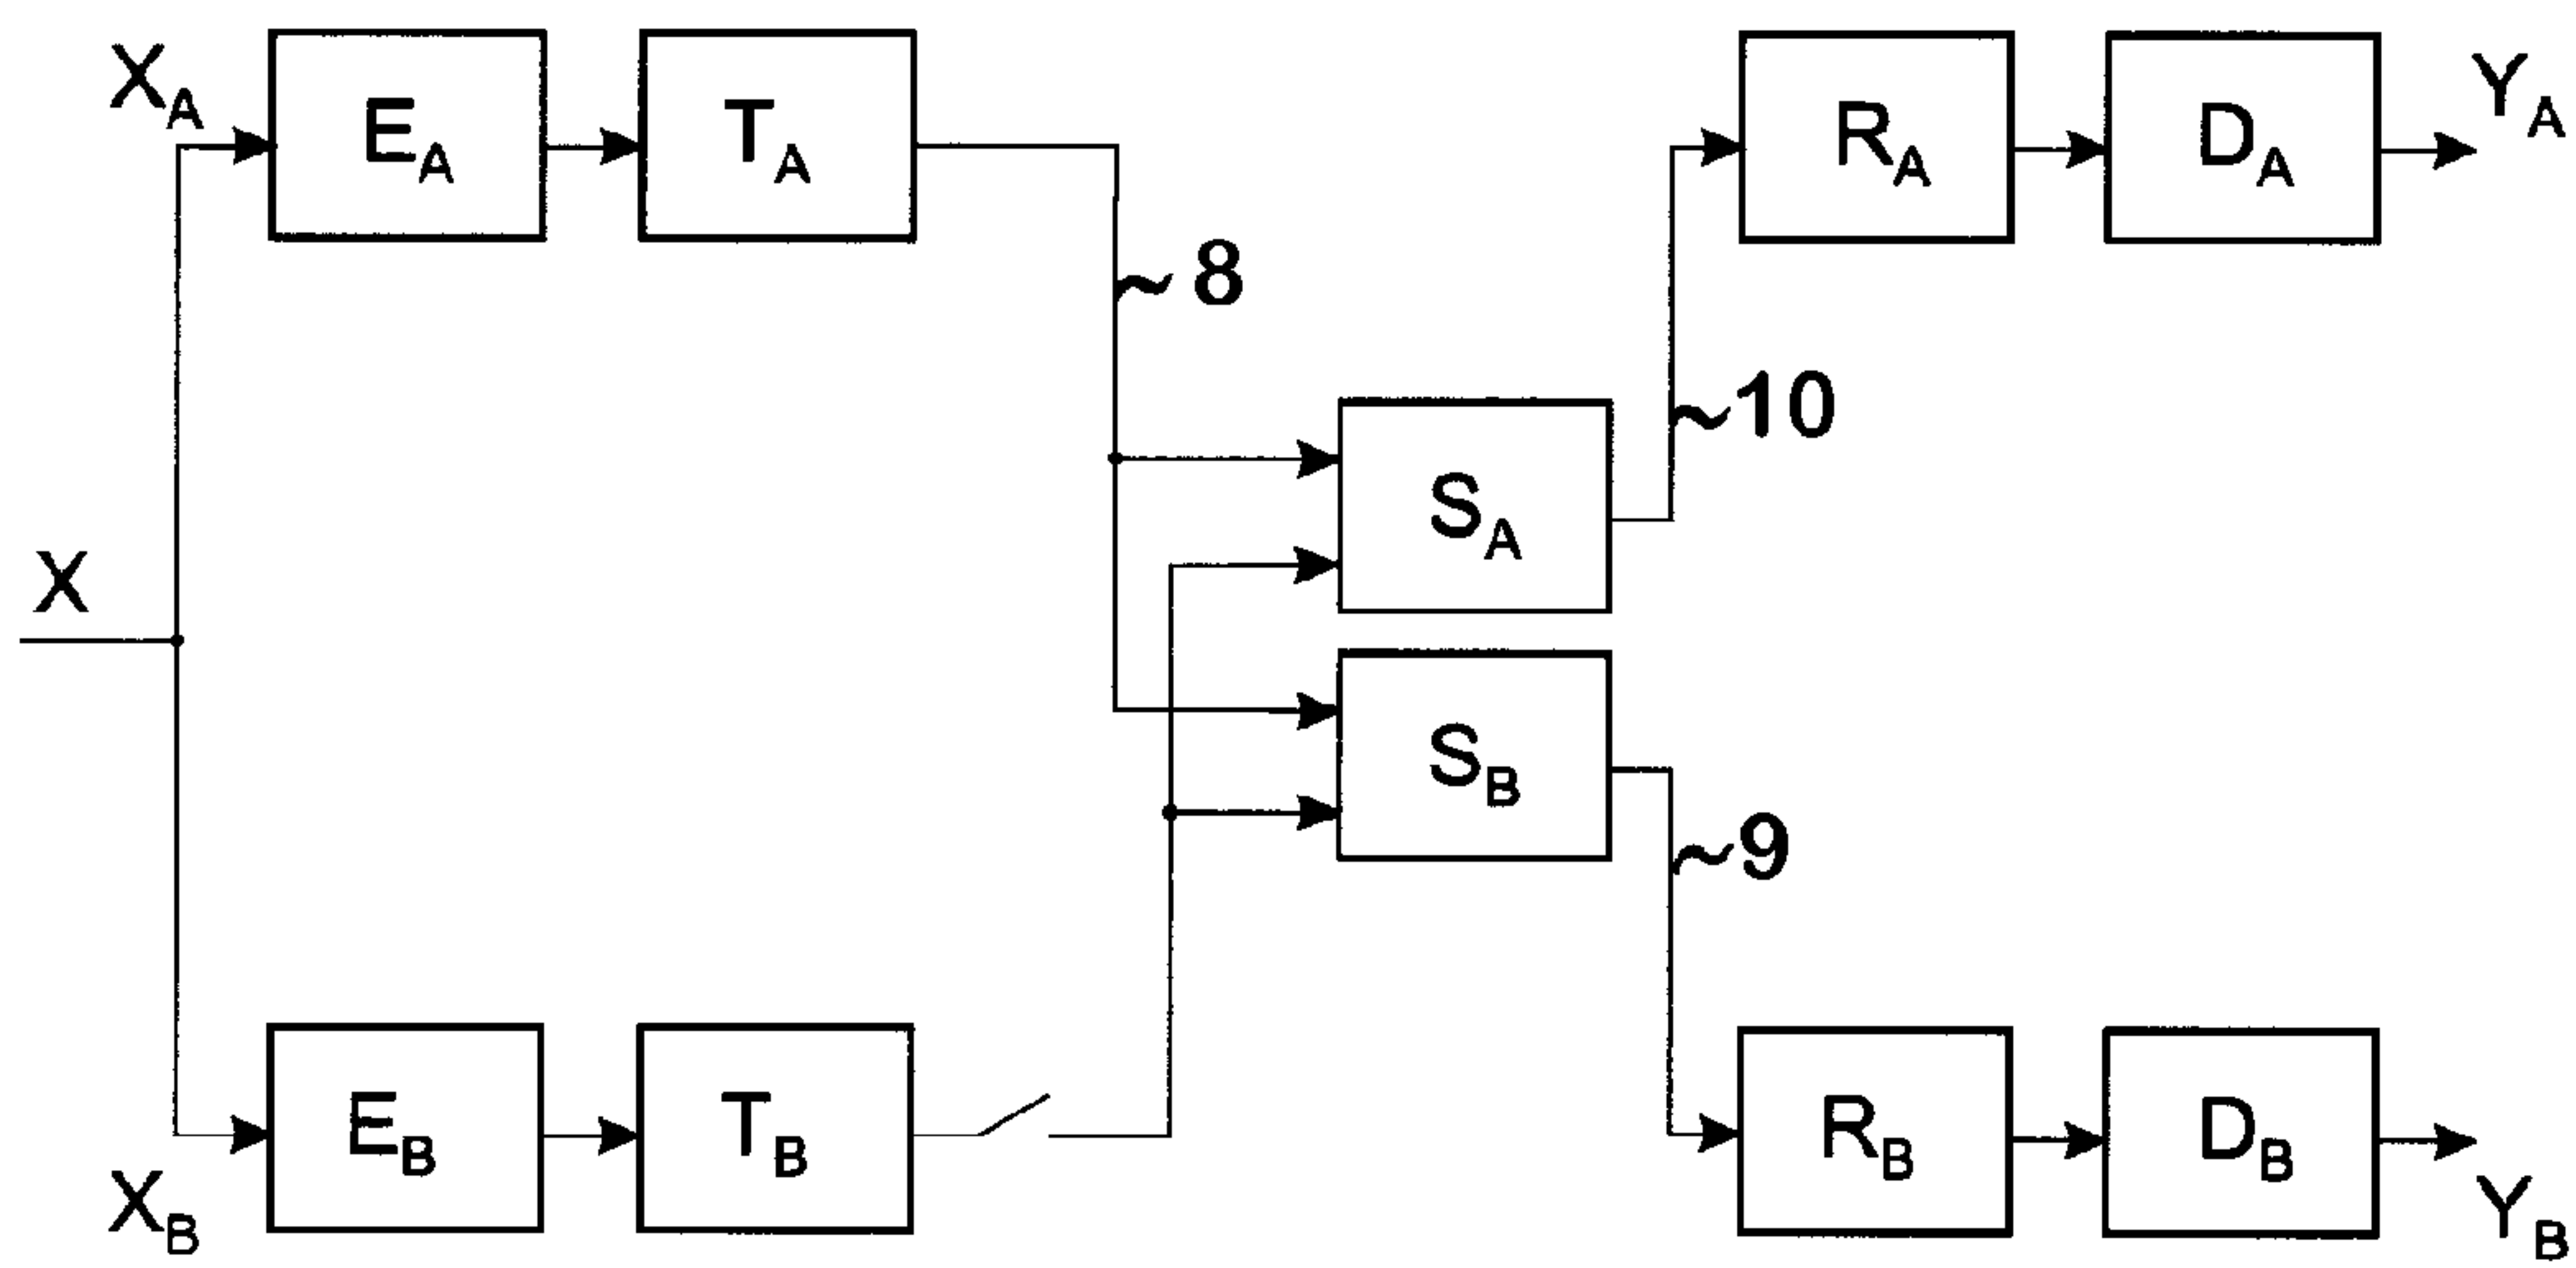 X_A
E_A
T_A
R_A
D_A
Y_A
8
10
X
S_A
S_B
9
E_B
T_B
R_B
D_B
X_B
Y_B